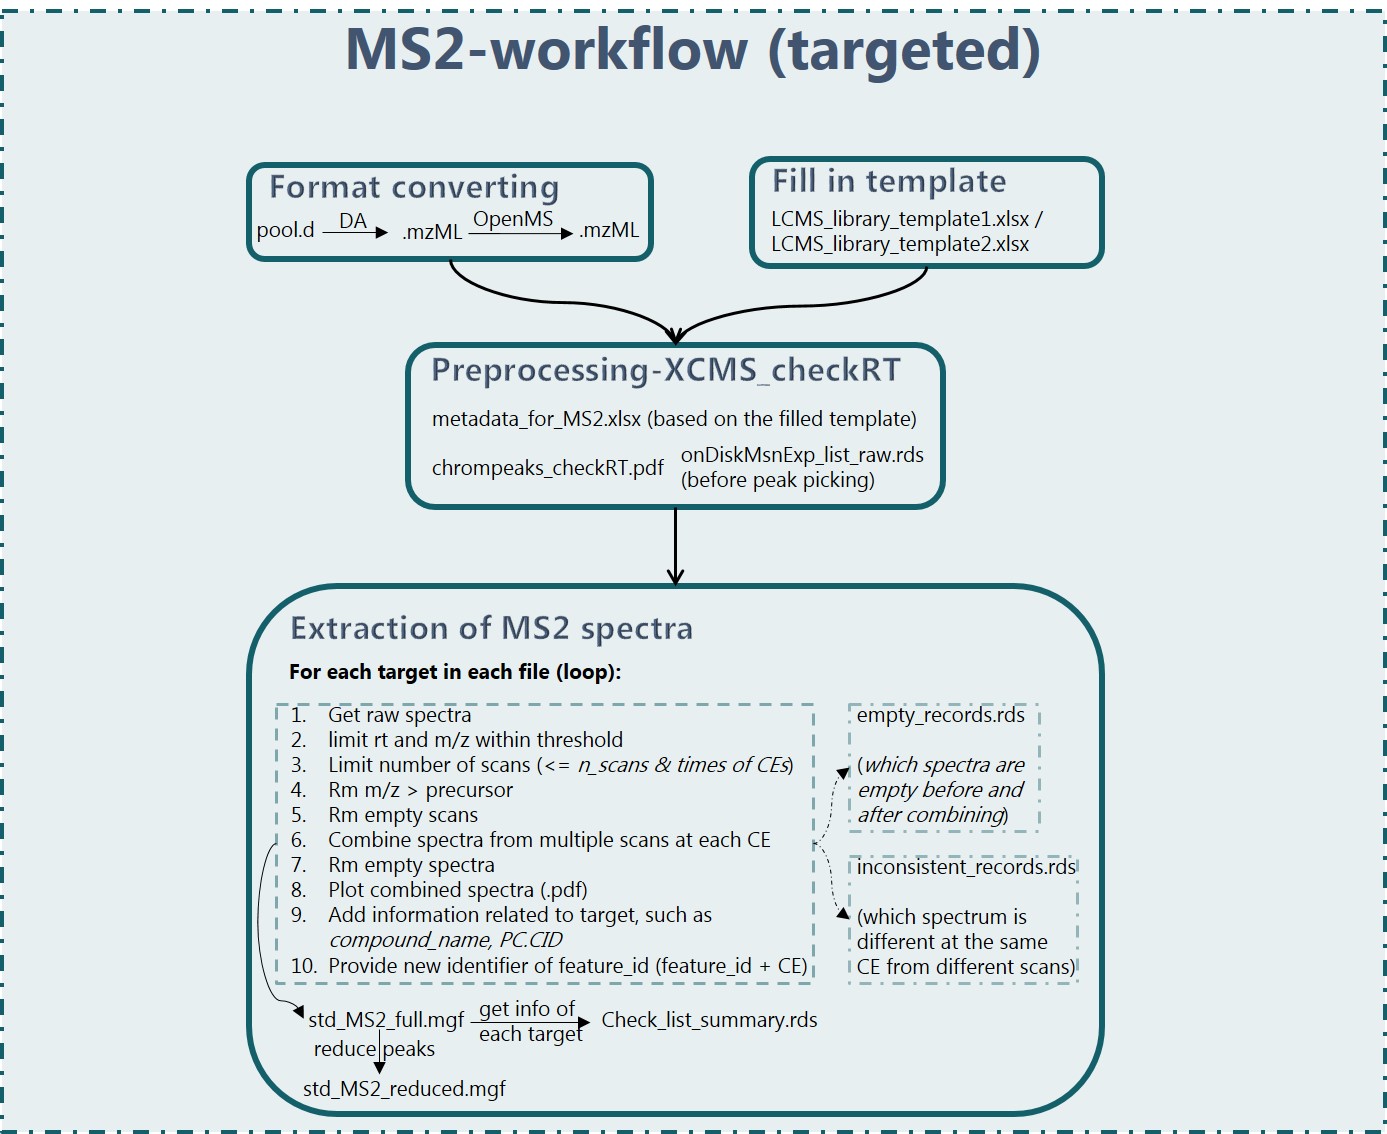 MS2-workflow (targeted)
Format converting
pool.d DA .mzML OpenMS .mzML
Fill in template
LCMS_library_template1.xlsx /
LCMS_library_template2.xlsx
Preprocessing-XCMS_checkRT
metadata_for_MS2.xlsx (based on the filled template)
chrompeaks_checkRT.pdf
onDiskMsnExp_list_raw.rds
(before peak picking)
Extraction of MS2 spectra
For each target in each file (loop):
1. Get raw spectra
2. limit rt and m/z within threshold
3. Limit number of scans (<= n_scans & times of CEs)
4. Rm m/z > precursor
5. Rm empty scans
6. Combine spectra from multiple scans at each CE
7. Rm empty spectra
8. Plot combined spectra (.pdf)
9. Add information related to target, such as
compound_name, PC.CID
10. Provide new identifier of feature_id (feature_id + CE)
empty_records.rds
(which spectra are
empty before and
after combining)
inconsistent_records.rds
(which spectrum is
different at the same
CE from different scans)
std_MS2_full.mgf
get info of
each target
Check_list_summary.rds
reduce peaks
std_MS2_reduced.mgf